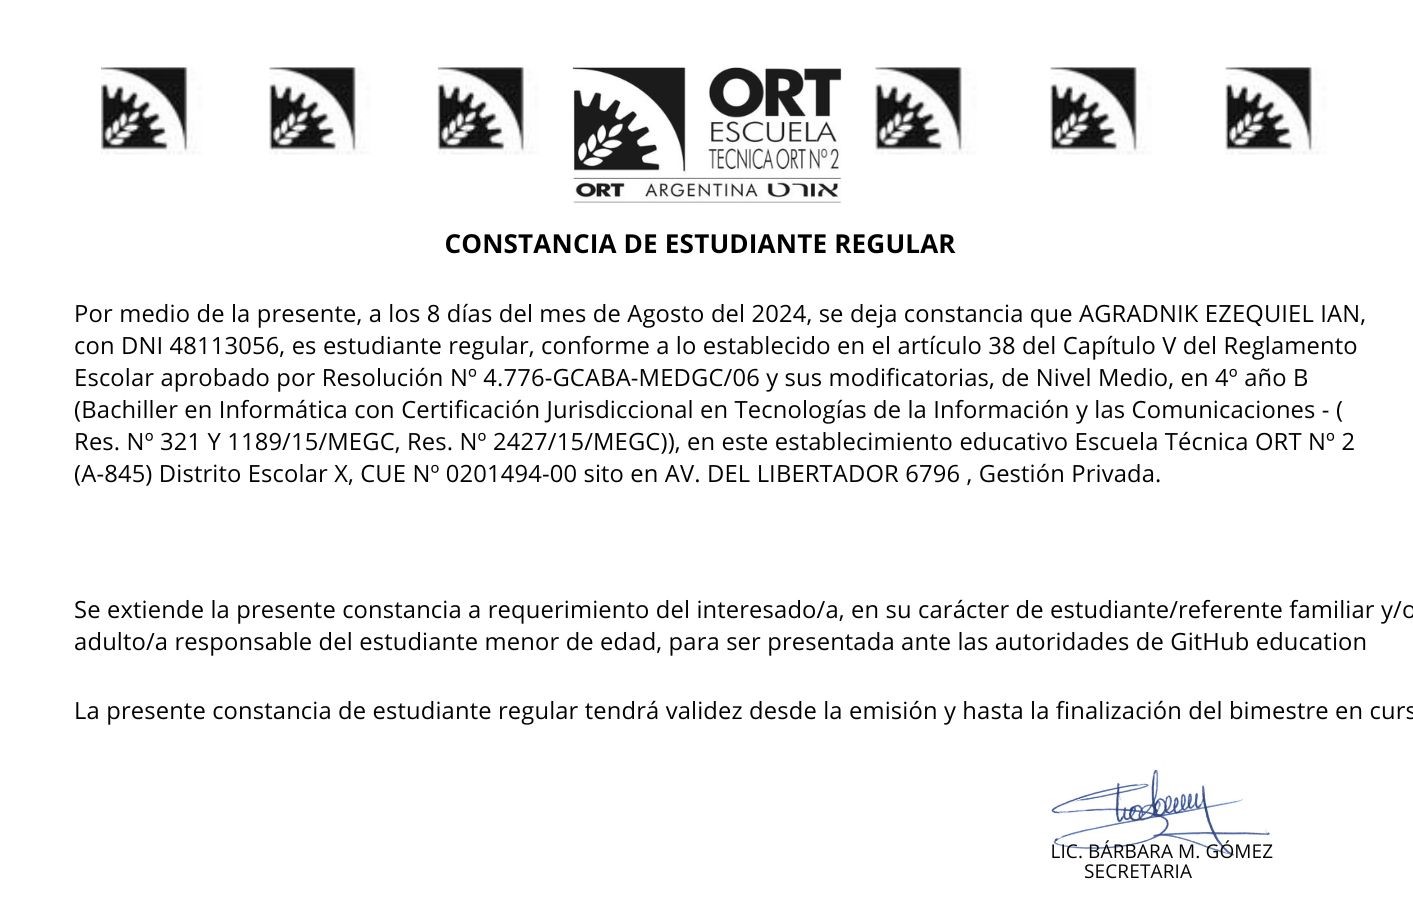 ORT
ESCUELA
TECNICA ORT Nº 2
ORT ARGENTINA אורט
CONSTANCIA DE ESTUDIANTE REGULAR
Por medio de la presente, a los 8 días del mes de Agosto del 2024, se deja constancia que AGRADNIK EZEQUIEL IAN,
con DNI 48113056, es estudiante regular, conforme a lo establecido en el artículo 38 del Capítulo V del Reglamento
Escolar aprobado por Resolución Nº 4.776-GCABA-MEDGC/06 y sus modificatorias, de Nivel Medio, en 4º año B
(Bachiller en Informática con Certificación Jurisdiccional en Tecnologías de la Información y las Comunicaciones - (
Res. Nº 321 Y 1189/15/MEGC, Res. Nº 2427/15/MEGC)), en este establecimiento educativo Escuela Técnica ORT Nº 2
(A-845) Distrito Escolar X, CUE Nº 0201494-00 sito en AV. DEL LIBERTADOR 6796 , Gestión Privada.
Se extiende la presente constancia a requerimiento del interesado/a, en su carácter de estudiante/referente familiar y/o
adulto/a responsable del estudiante menor de edad, para ser presentada ante las autoridades de GitHub education
La presente constancia de estudiante regular tendrá validez desde la emisión y hasta la finalización del bimestre en curs
LIC. BÁRBARA M. GÓMEZ
SECRETARIA